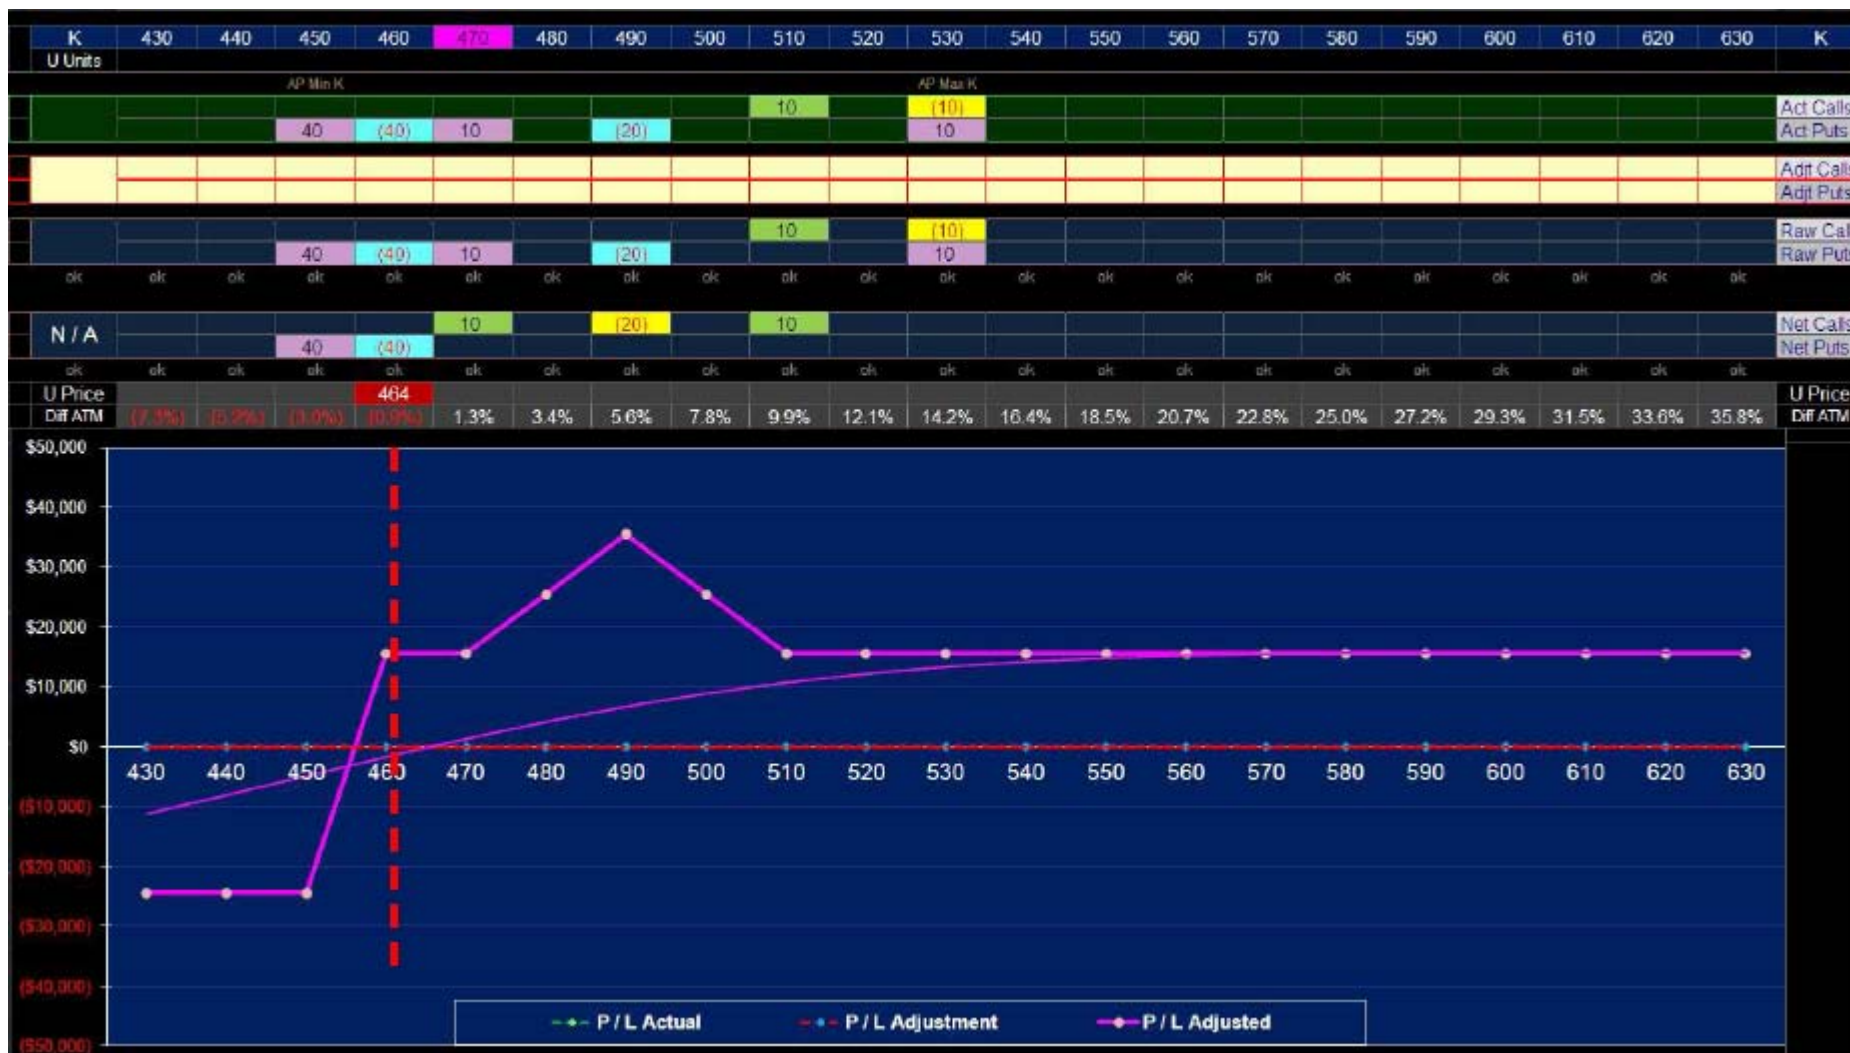 K 430 440 450 460 470 480 490 500 510 520 530 540 550 560 570 580 590 600 610 620 630 K
U Units
AP Min K AP Max K
10 (10) Act Calls
40 (40) 10 (20) 10 Act Puts
Adjt Calls
Adjt Puts
10 (10) Raw Cal
40 (40) 10 (20) 10 Raw Puts
ok ok ok ok ok ok ok ok ok ok ok ok ok ok ok ok ok ok ok ok ok ok
N / A 10 (20) 10 Net Calls
40 (40) Net Puts
ok ok ok ok ok ok ok ok ok ok ok ok ok ok ok ok ok ok ok ok ok ok
U Price 464 U Price
Diff ATM (7.3%) (5.2%) (3.0%) (0.9%) 1.3% 3.4% 5.6% 7.8% 9.9% 12.1% 14.2% 16.4% 18.5% 20.7% 22.8% 25.0% 27.2% 29.3% 31.5% 33.6% 35.8% Diff ATM
$50,000
$40,000
$30,000
$20,000
$10,000
$0
430 440 450 460 470 480 490 500 510 520 530 540 550 560 570 580 590 600 610 620 630
($10,000)
($20,000)
($30,000)
($40,000)
P / L Actual P / L Adjustment P / L Adjusted
($50,000)